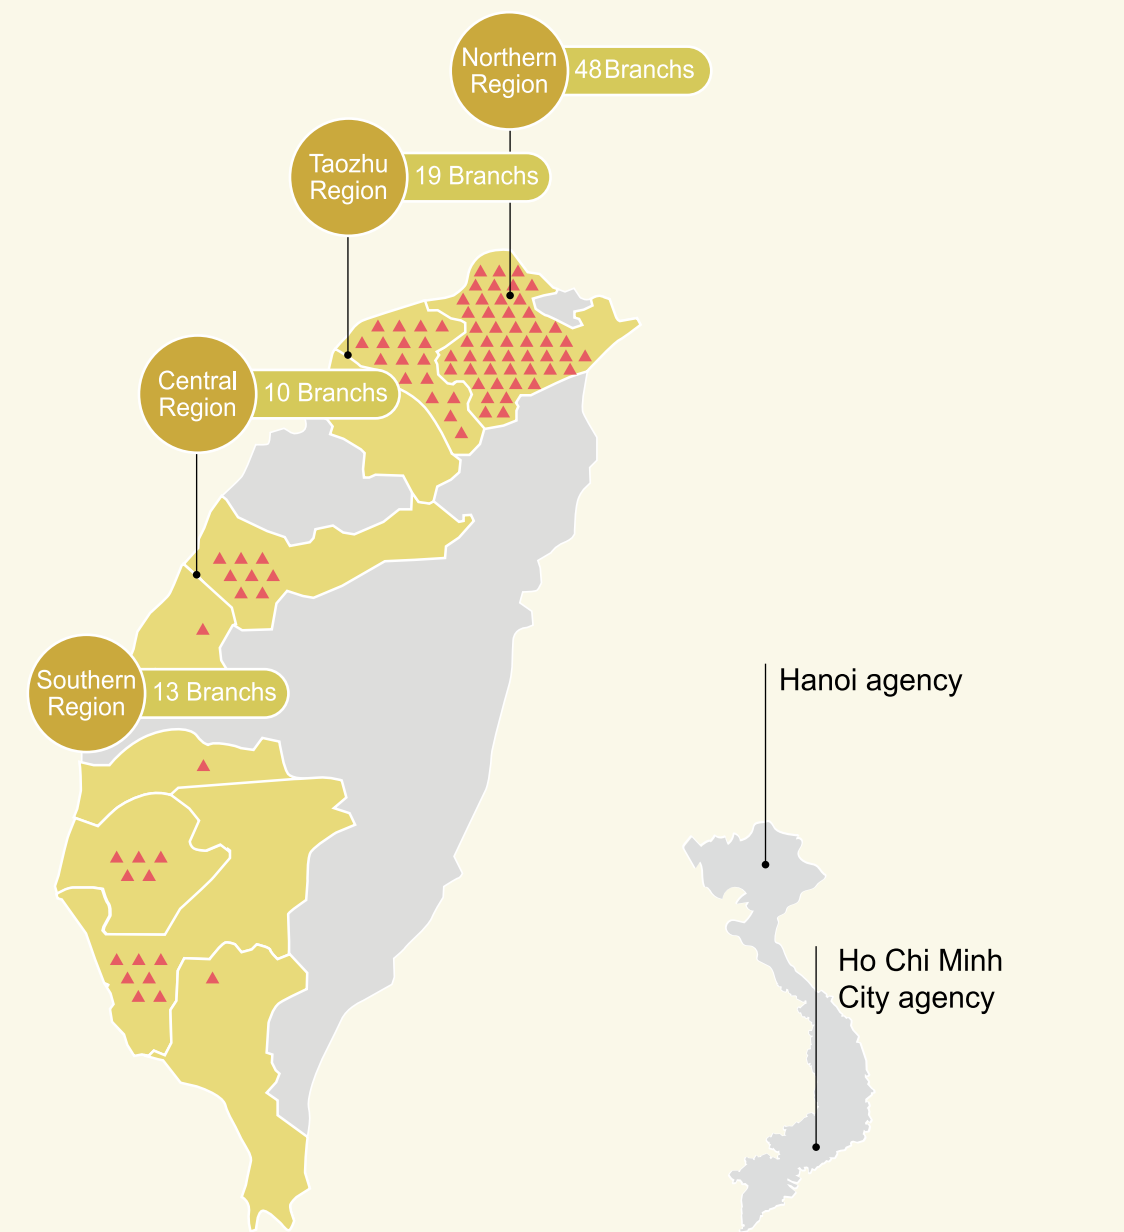 Northern
Region
48Branchs
Taozhu
Region
19 Branchs
Central
Region
10 Branchs
Southern
Region
13 Branchs
Hanoi agency
Ho Chi Minh
City agency